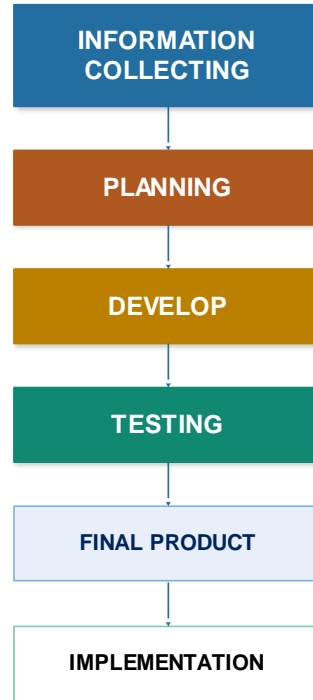 INFORMATION
COLLECTING
PLANNING
DEVELOP
TESTING
FINAL PRODUCT
IMPLEMENTATION